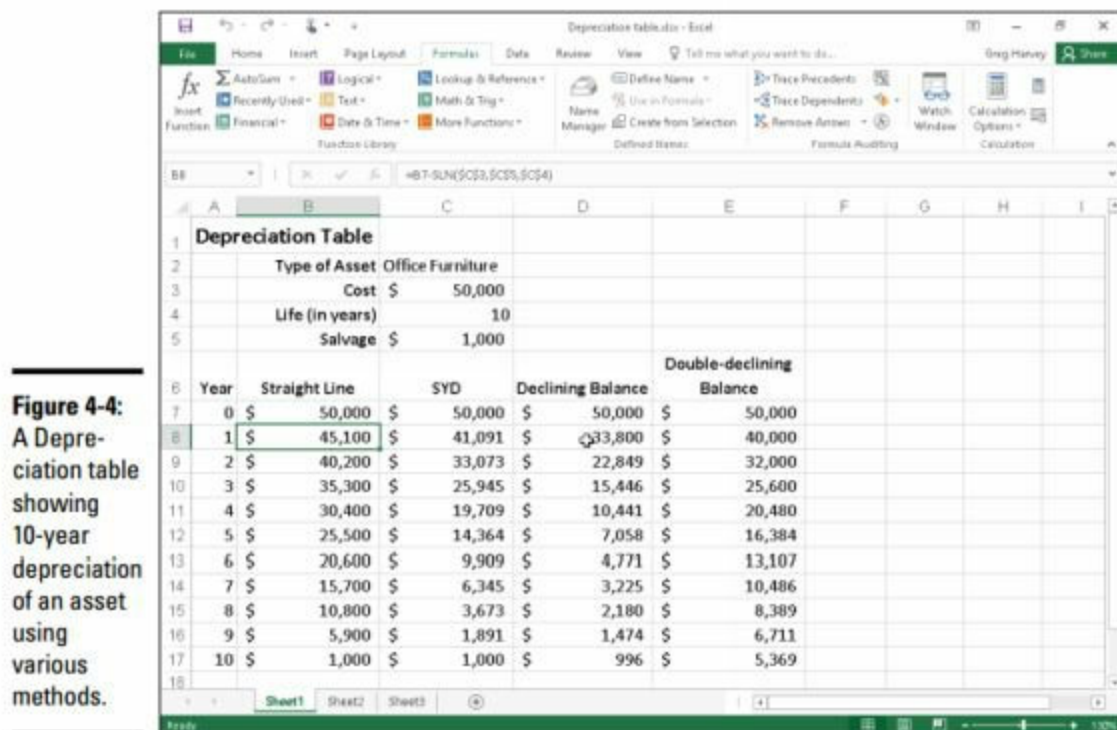 Figure 4-4:
A Depre-
ciation table
showing
10-year
depreciation
of an asset
using
various
methods.
Depreciation table.xlsx - Excel
File Home Insert Page Layout Formulas Data Review View Tell me what you want to do... Greg Harvey Share
fx Insert Function
AutoSum
Recently Used
Financial
Logical
Text
Date & Time
Lookup & Reference
Math & Trig
More Functions
Function Library
Name Manager
Define Name
Use in Formula
Create from Selection
Defined Names
Trace Precedents
Trace Dependents
Remove Arrows
Formula Auditing
Watch Window
Calculation Options
Calculation
B8 fx =B7-SLN($C$3,$C$5,$C$4)
A B C D E F G H I
1 Depreciation Table
2 Type of Asset Office Furniture
3 Cost $ 50,000
4 Life (in years) 10
5 Salvage $ 1,000
Double-declining
6 Year Straight Line SYD Declining Balance Balance
7 0 $ 50,000 $ 50,000 $ 50,000 $ 50,000
8 1 $ 45,100 $ 41,091 $ 33,800 $ 40,000
9 2 $ 40,200 $ 33,073 $ 22,849 $ 32,000
10 3 $ 35,300 $ 25,945 $ 15,446 $ 25,600
11 4 $ 30,400 $ 19,709 $ 10,441 $ 20,480
12 5 $ 25,500 $ 14,364 $ 7,058 $ 16,384
13 6 $ 20,600 $ 9,909 $ 4,771 $ 13,107
14 7 $ 15,700 $ 6,345 $ 3,225 $ 10,486
15 8 $ 10,800 $ 3,673 $ 2,180 $ 8,389
16 9 $ 5,900 $ 1,891 $ 1,474 $ 6,711
17 10 $ 1,000 $ 1,000 $ 996 $ 5,369
18
Sheet1 Sheet2 Sheet3
Ready 130%